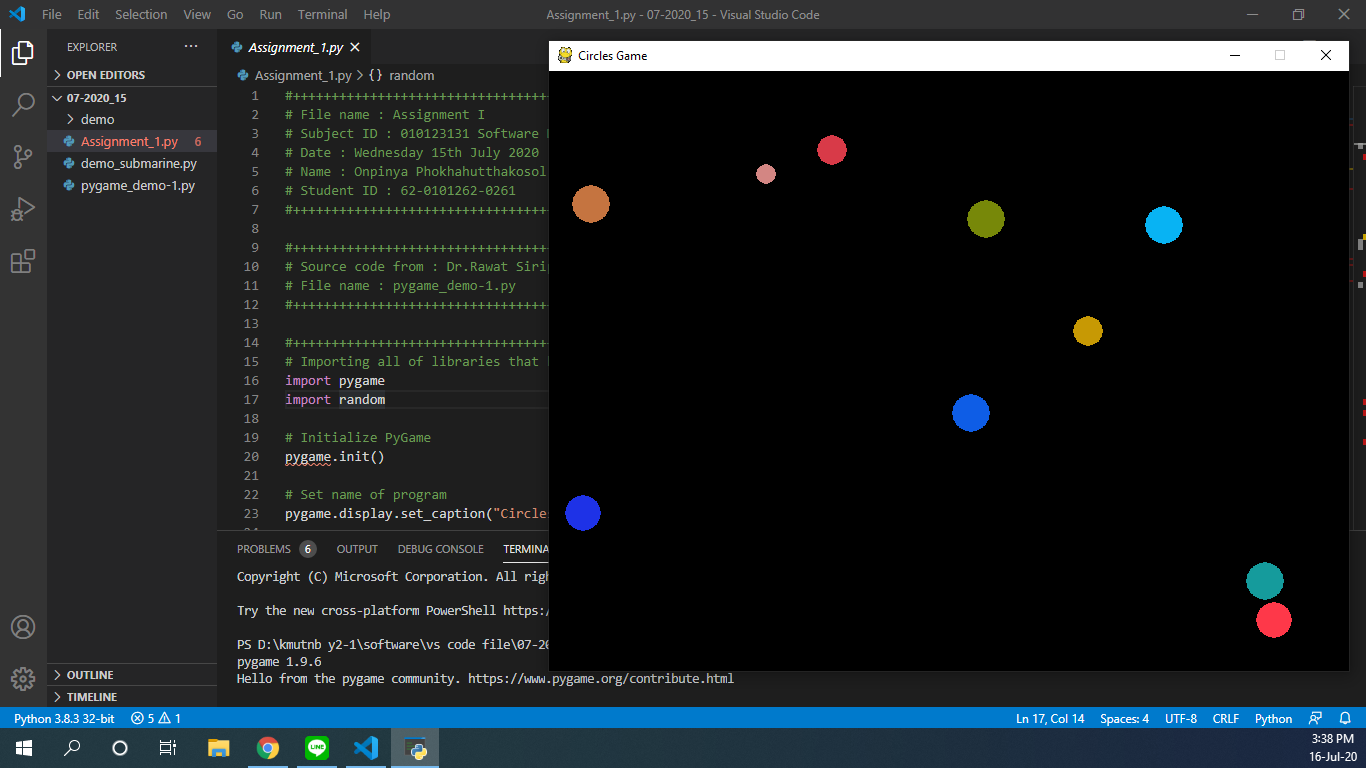 File Edit Selection View Go Run Terminal Help
Assignment_1.py - 07-2020_15 - Visual Studio Code
EXPLORER
OPEN EDITORS
07-2020_15
demo
Assignment_1.py 6
demo_submarine.py
pygame_demo-1.py
OUTLINE
TIMELINE
Assignment_1.py
Assignment_1.py > {} random
1 #++++++++++++++++++++++++++++++++++
2 # File name : Assignment I
3 # Subject ID : 010123131 Software
4 # Date : Wednesday 15th July 2020
5 # Name : Onpinya Phokhahutthakosol
6 # Student ID : 62-0101262-0261
7 #++++++++++++++++++++++++++++++++++
8
9 #++++++++++++++++++++++++++++++++++
10 # Source code from : Dr.Rawat Sirip
11 # File name : pygame_demo-1.py
12 #++++++++++++++++++++++++++++++++++
13
14 #++++++++++++++++++++++++++++++++++
15 # Importing all of libraries that
16 import pygame
17 import random
18
19 # Initialize PyGame
20 pygame.init()
21
22 # Set name of program
23 pygame.display.set_caption("Circles
Circles Game
PROBLEMS 6 OUTPUT DEBUG CONSOLE TERMINA
Copyright (C) Microsoft Corporation. All righ
Try the new cross-platform PowerShell https:/
PS D:\kmutnb y2-1\software\vs code file\07-20
pygame 1.9.6
Hello from the pygame community. https://www.pygame.org/contribute.html
Python 3.8.3 32-bit 5 1
Ln 17, Col 14 Spaces: 4 UTF-8 CRLF Python
LINE
3:38 PM
16-Jul-20